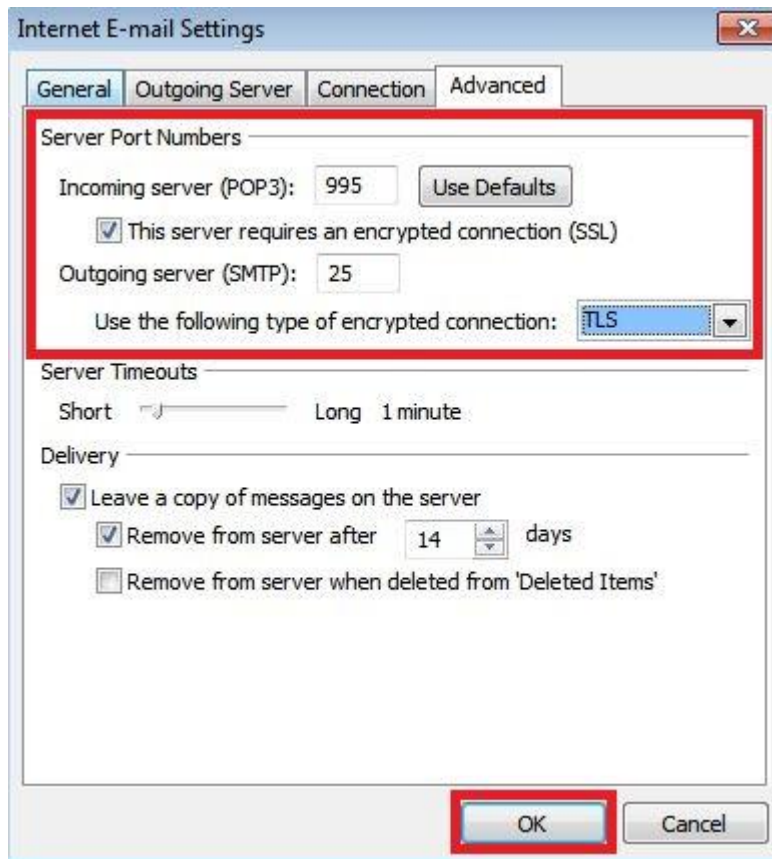 Internet E-mail Settings
General Outgoing Server Connection Advanced
Server Port Numbers
Incoming server (POP3): 995 Use Defaults
This server requires an encrypted connection (SSL)
Outgoing server (SMTP): 25
Use the following type of encrypted connection: TLS
Server Timeouts
Short Long 1 minute
Delivery
Leave a copy of messages on the server
Remove from server after 14 days
Remove from server when deleted from 'Deleted Items'
OK Cancel